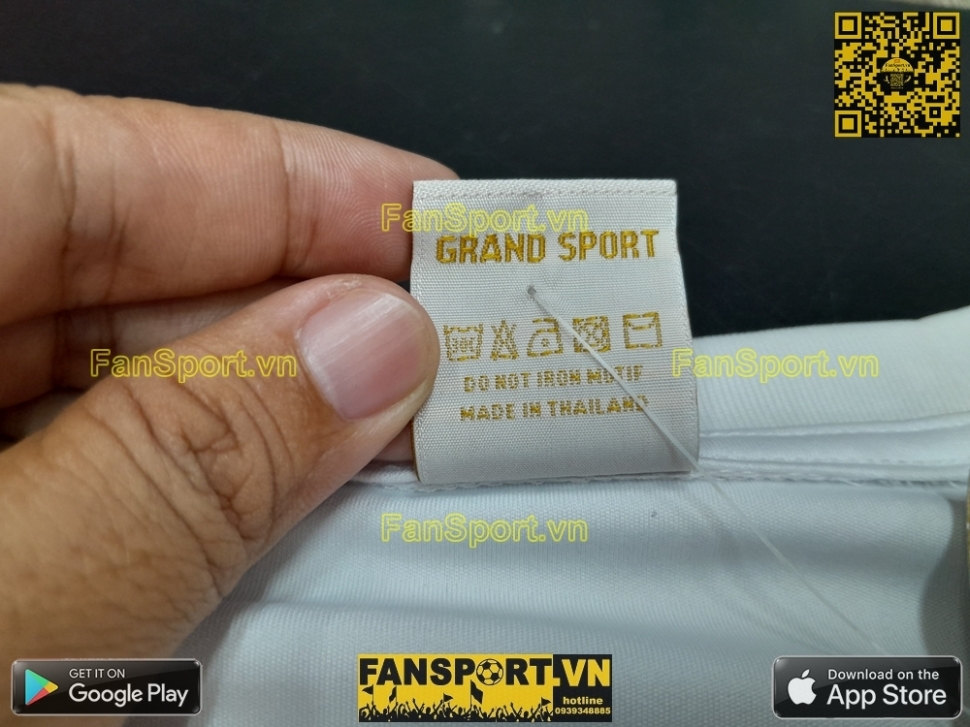 FanSport.vn
GRAND SPORT
FanSport.vn
FanSport.vn
DO NOT IRON MOTIF
MADE IN THAILAND
FanSport.vn
GET IT ON
Google Play
FANSPORT.VN
hotline
0939348885
Download on the
App Store